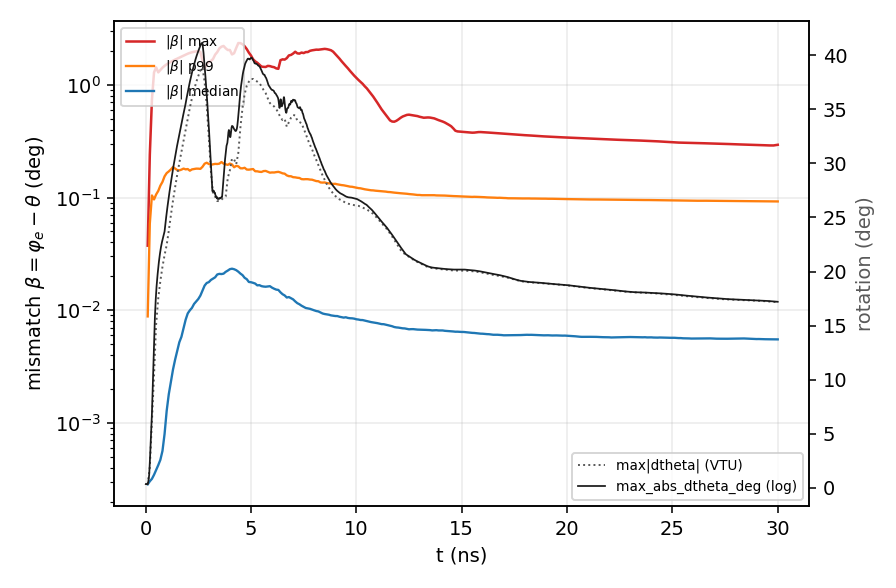 |β| max
|β| p99
|β| median
10⁰
10⁻¹
10⁻²
10⁻³
mismatch β = φₑ − θ (deg)
40
35
30
25
20
15
10
5
0
rotation (deg)
max|dtheta| (VTU)
max_abs_dtheta_deg (log)
0 5 10 15 20 25 30
t (ns)